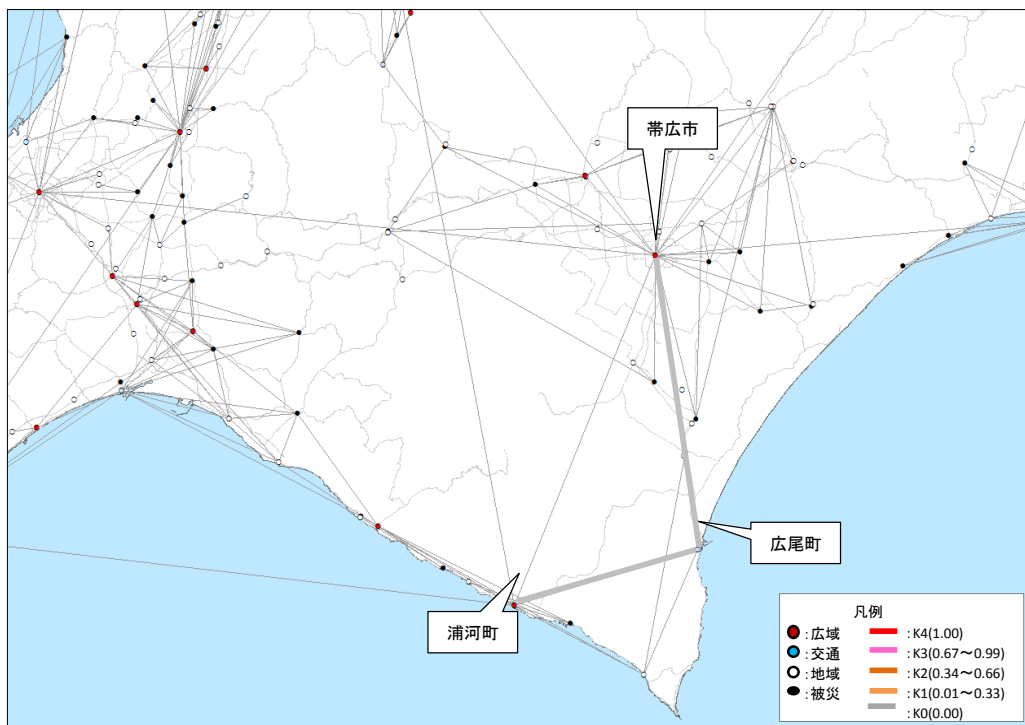 帯広市
広尾町
浦河町
凡例
:広域
:交通
:地域
:被災
:K4(1.00)
:K3(0.67～0.99)
:K2(0.34～0.66)
:K1(0.01～0.33)
:K0(0.00)